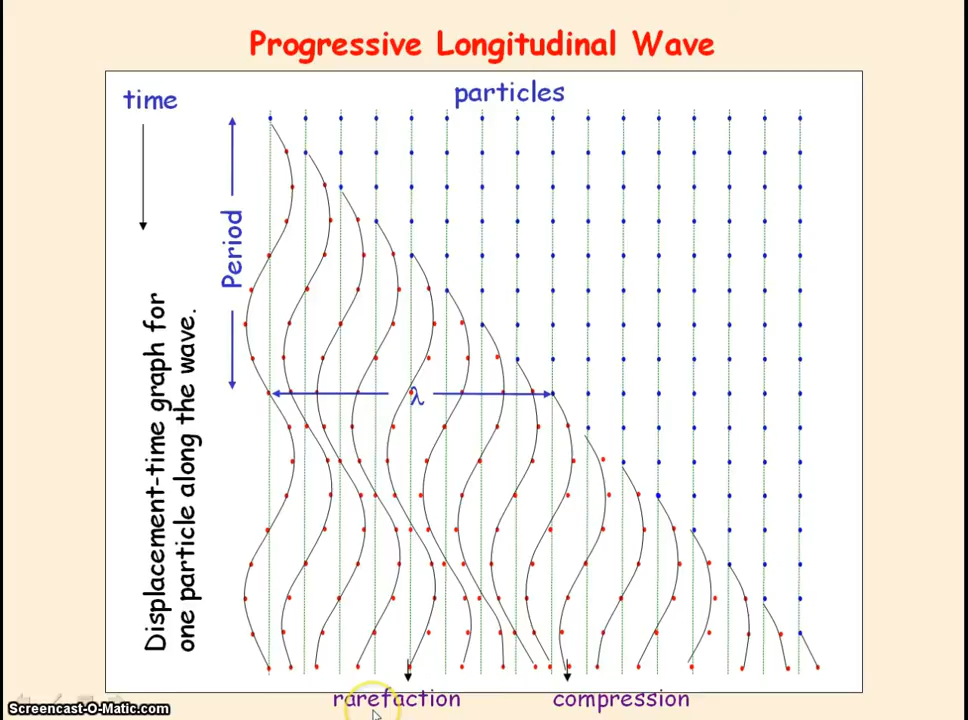 Progressive Longitudinal Wave
time
particles
Period
λ
Displacement-time graph for
one particle along the wave.
rarefaction
compression
Screencast-O-Matic.com